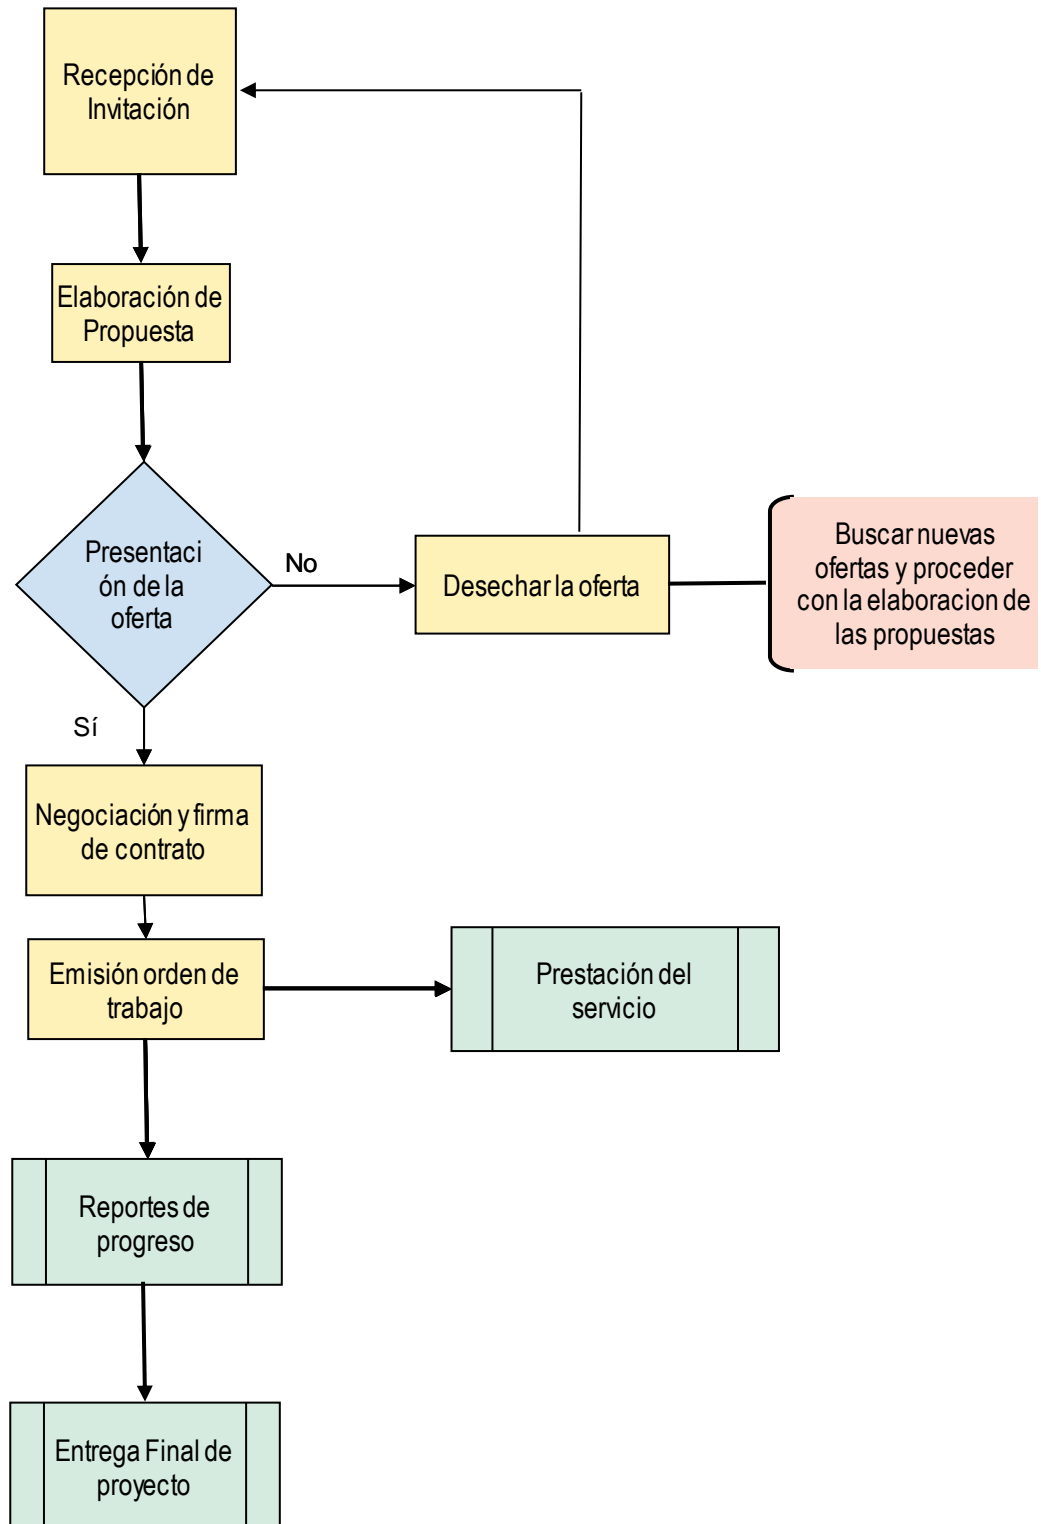 Recepción de
Invitación
Elaboración de
Propuesta
Presentaci
ón de la
oferta
No
Desechar la oferta
Buscar nuevas
ofertas y proceder
con la elaboracion de
las propuestas
Sí
Negociación y firma
de contrato
Emisión orden de
trabajo
Prestación del
servicio
Reportes de
progreso
Entrega Final de
proyecto